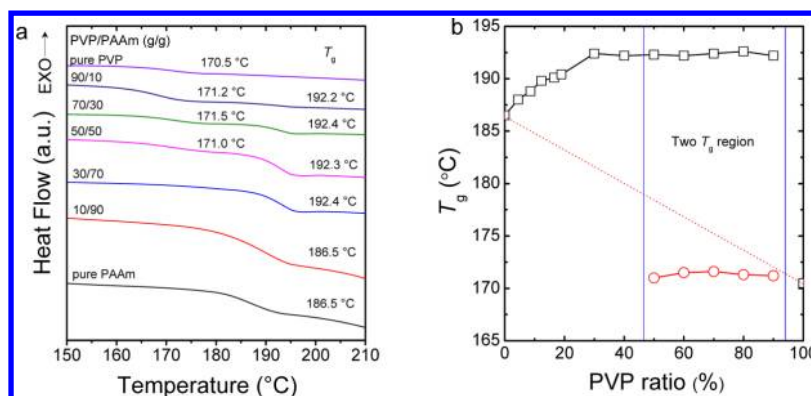 a
PVP/PAAm (g/g)
Tg
pure PVP
170.5 °C
90/10
171.2 °C
192.2 °C
70/30
171.5 °C
192.4 °C
50/50
171.0 °C
192.3 °C
30/70
192.4 °C
10/90
186.5 °C
pure PAAm
186.5 °C
Heat Flow (a.u.)
EXO
150 160 170 180 190 200 210
Temperature (°C)
b
195
190
185
180
175
170
165
Tg (°C)
Two Tg region
0 20 40 60 80 100
PVP ratio (%)